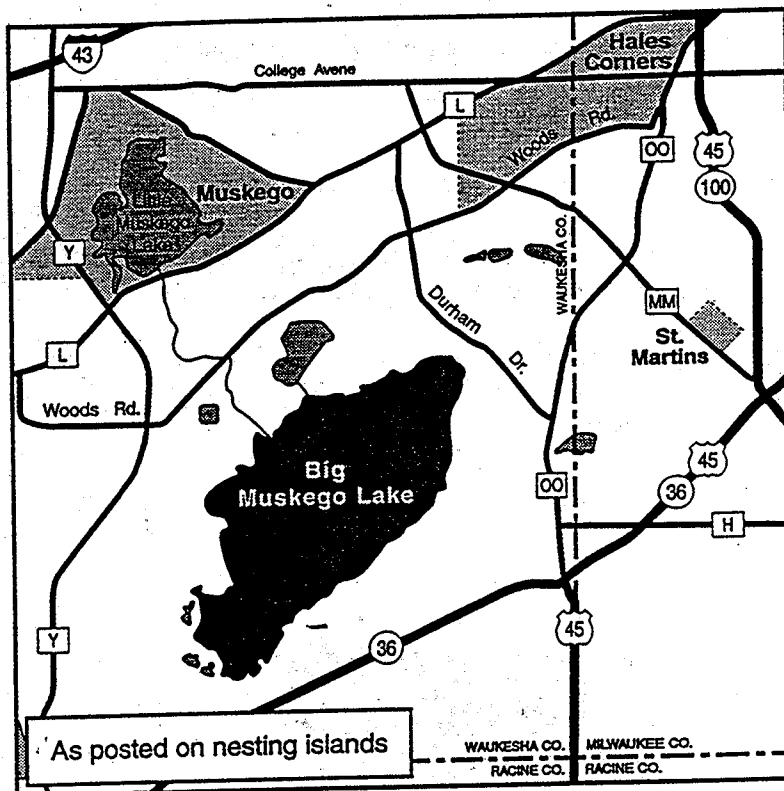 43
College Avene
Hales
Corners
L
Woods Rd.
OO
45
100
Muskego
Little
Muskego
Lake
Y
WAUKESHA CO.
Durham
Dr.
MM
St.
Martins
L
Woods Rd.
Big
Muskego Lake
OO
45
36
H
Y
36
45
As posted on nesting islands
WAUKESHA CO.
MILWAUKEE CO.
RACINE CO.
RACINE CO.